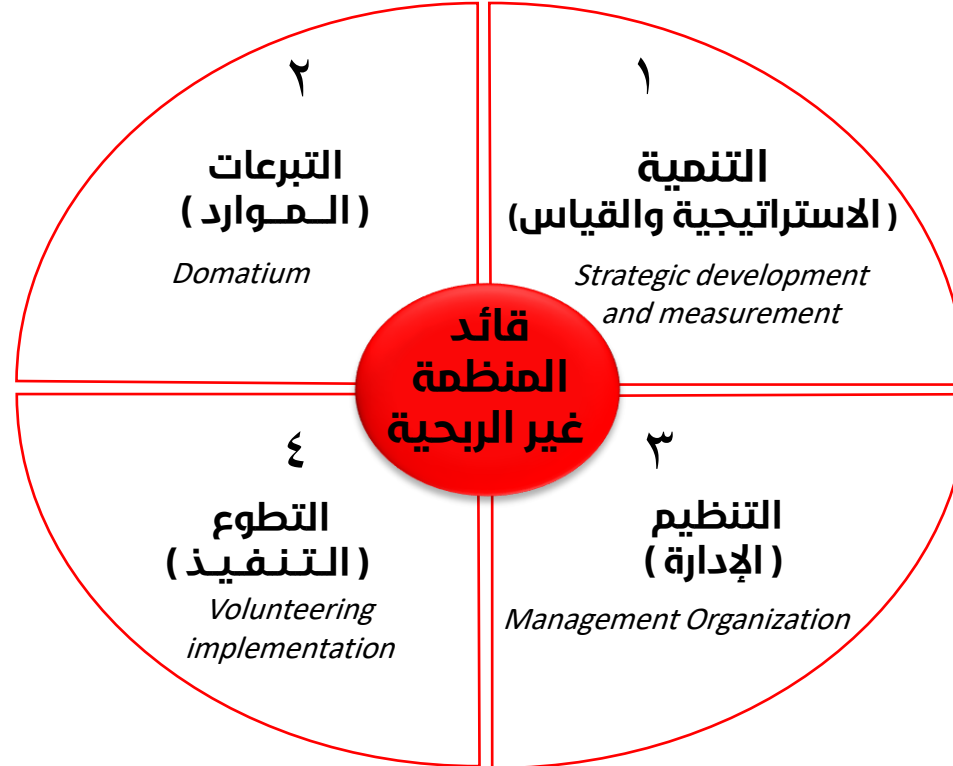 ١
التنمية
(الاستراتيجية والقياس)
Strategic development
and measurement
٢
التبرعات
(الـمـوارد)
Domatium
قائد
المنظمة
غير الربحية
٣
التنظيم
(الإدارة)
Management Organization
٤
التطوع
(الـتـنـفـيـذ)
Volunteering
implementation